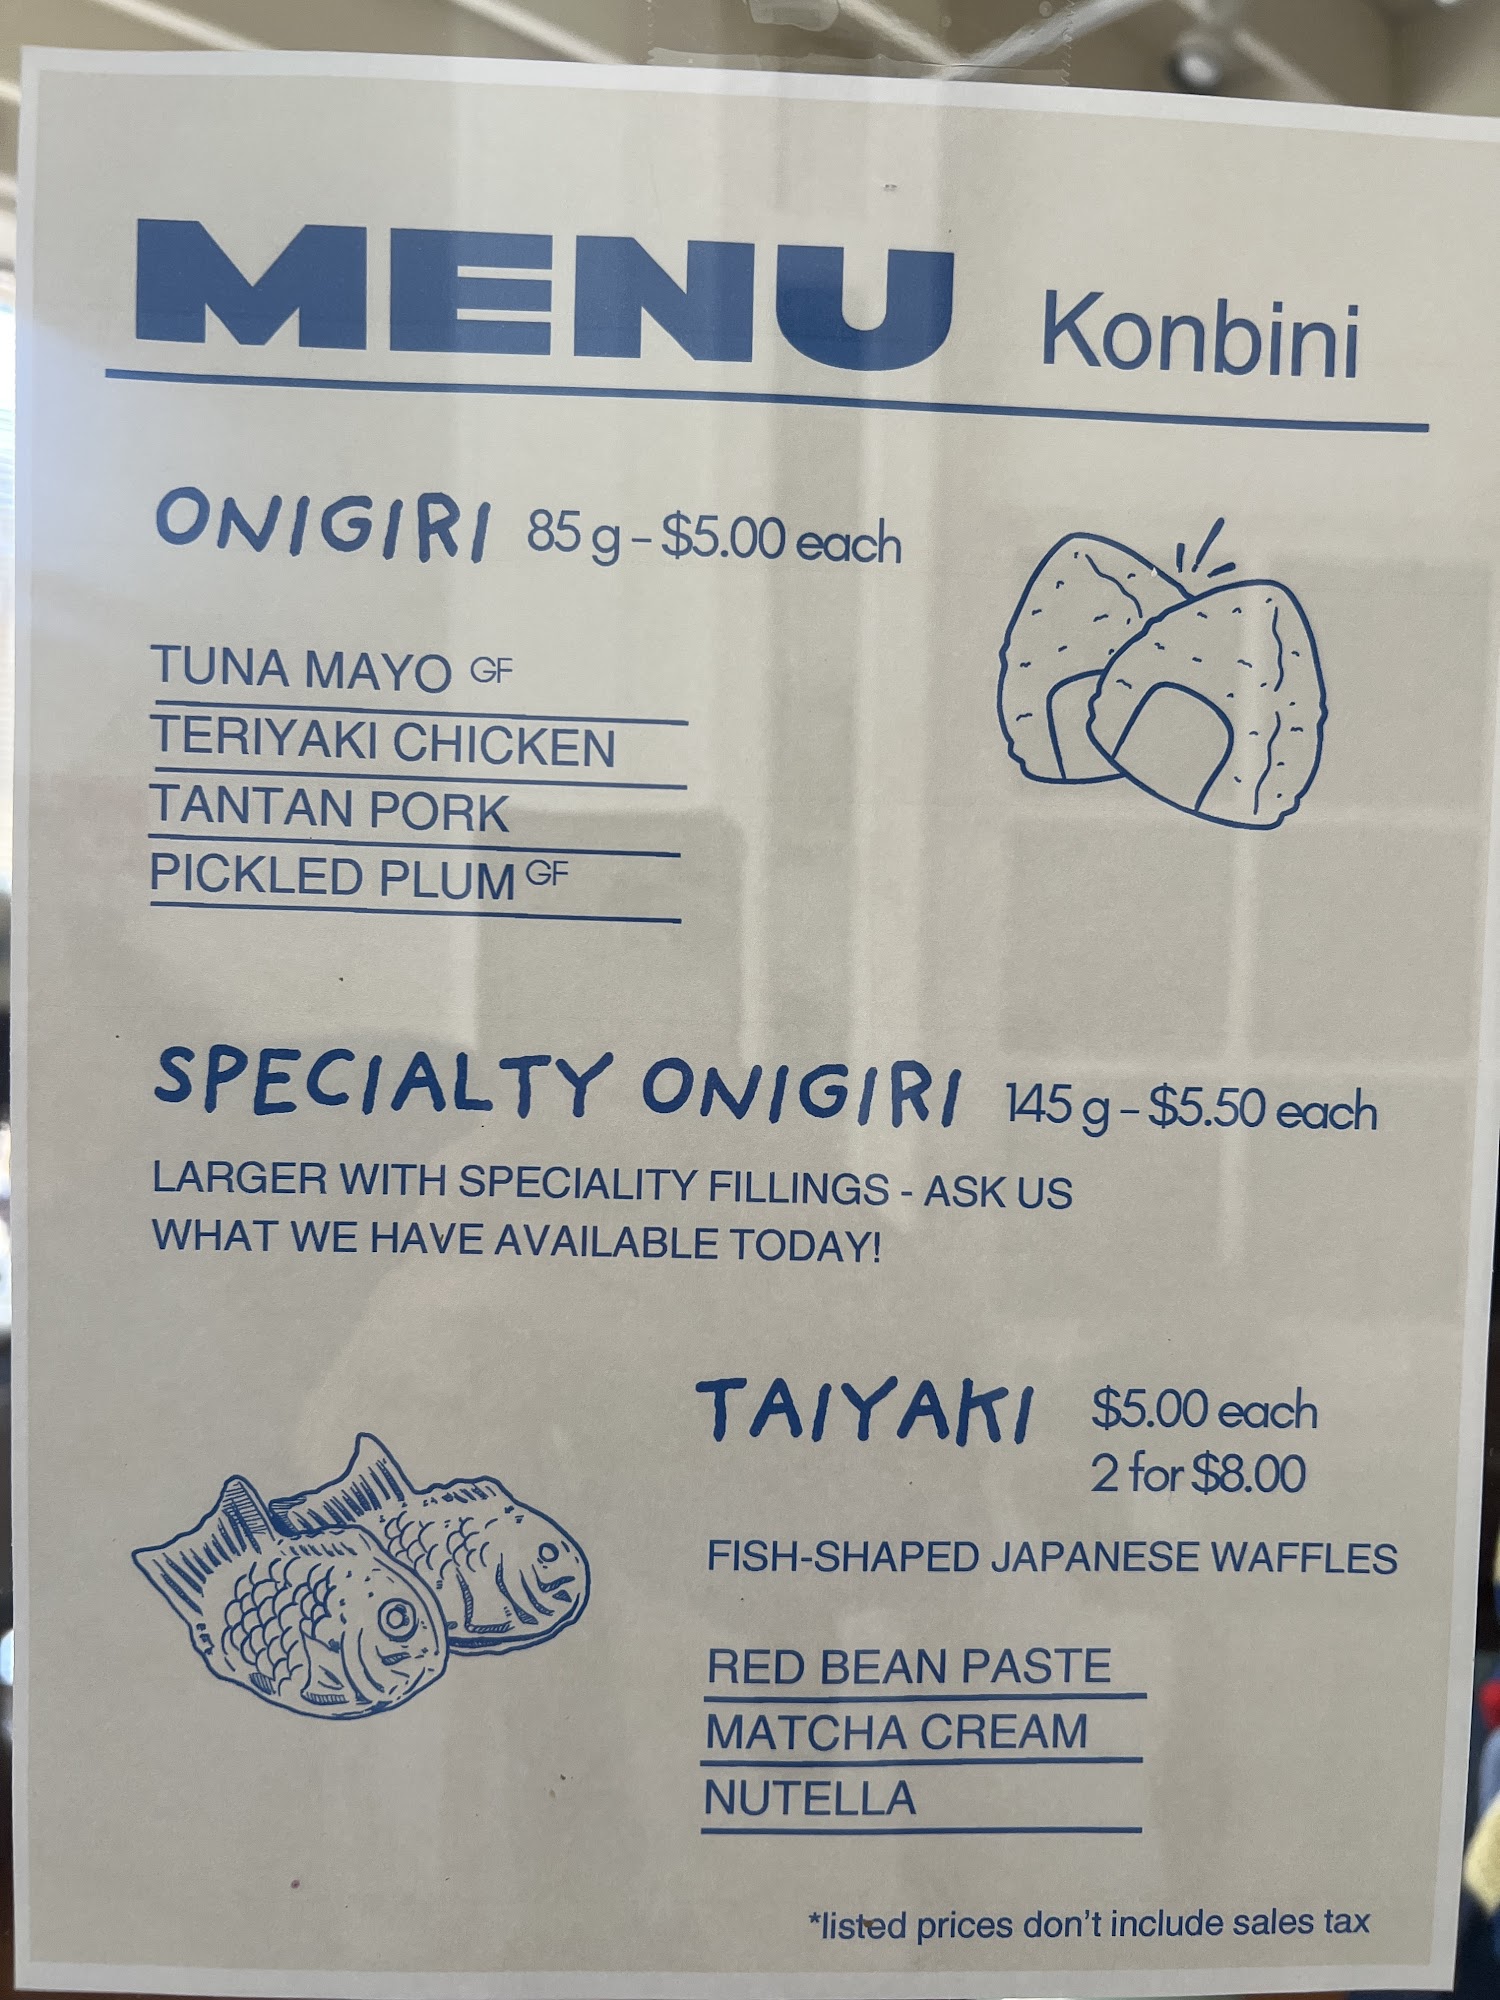 MENU Konbini
ONIGIRI 85 g - $5.00 each
TUNA MAYO GF
TERIYAKI CHICKEN
TANTAN PORK
PICKLED PLUM GF
SPECIALTY ONIGIRI 145 g - $5.50 each
LARGER WITH SPECIALITY FILLINGS - ASK US
WHAT WE HAVE AVAILABLE TODAY!
TAIYAKI $5.00 each
2 for $8.00
FISH-SHAPED JAPANESE WAFFLES
RED BEAN PASTE
MATCHA CREAM
NUTELLA
*listed prices don't include sales tax